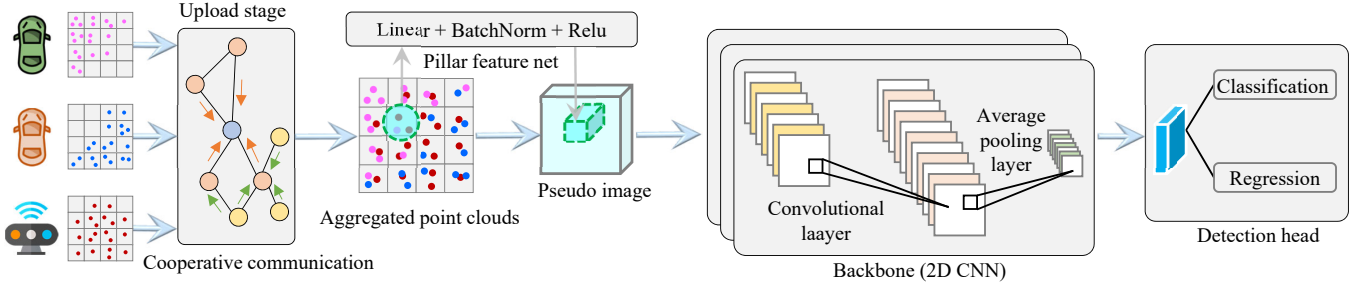 Upload stage
Cooperative communication
Linear + BatchNorm + Relu
Pillar feature net
Aggregated point clouds
Pseudo image
Convolutional
laayer
Average
pooling
layer
Backbone (2D CNN)
Classification
Regression
Detection head